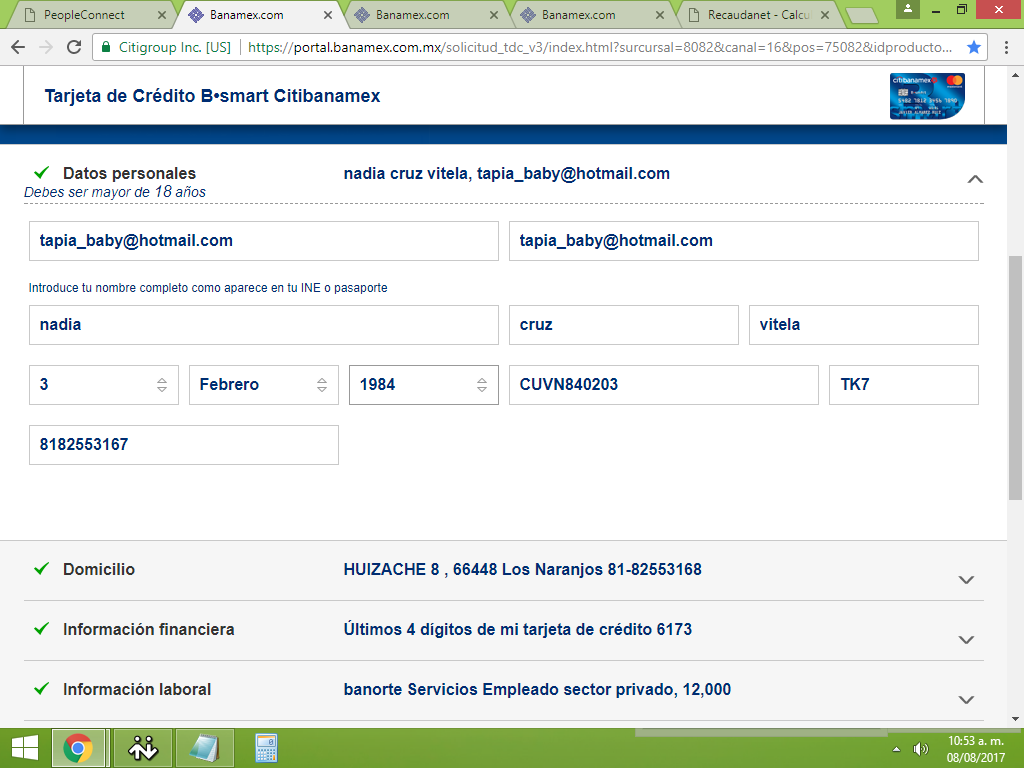 PeopleConnect
Banamex.com
Banamex.com
Banamex.com
Recaudanet - Calcu
Citigroup Inc. [US]
https://portal.banamex.com.mx/solicitud_tdc_v3/index.html?surcursal=8082&canal=16&pos=75082&idproducto...
Tarjeta de Crédito B•smart Citibanamex
citibanamex
Datos personales
nadia cruz vitela, tapia_baby@hotmail.com
Debes ser mayor de 18 años
tapia_baby@hotmail.com
tapia_baby@hotmail.com
Introduce tu nombre completo como aparece en tu INE o pasaporte
nadia
cruz
vitela
3
Febrero
1984
CUVN840203
TK7
8182553167
Domicilio
HUIZACHE 8 , 66448 Los Naranjos 81-82553168
Información financiera
Últimos 4 dígitos de mi tarjeta de crédito 6173
Información laboral
banorte Servicios Empleado sector privado, 12,000
10:53 a. m.
08/08/2017